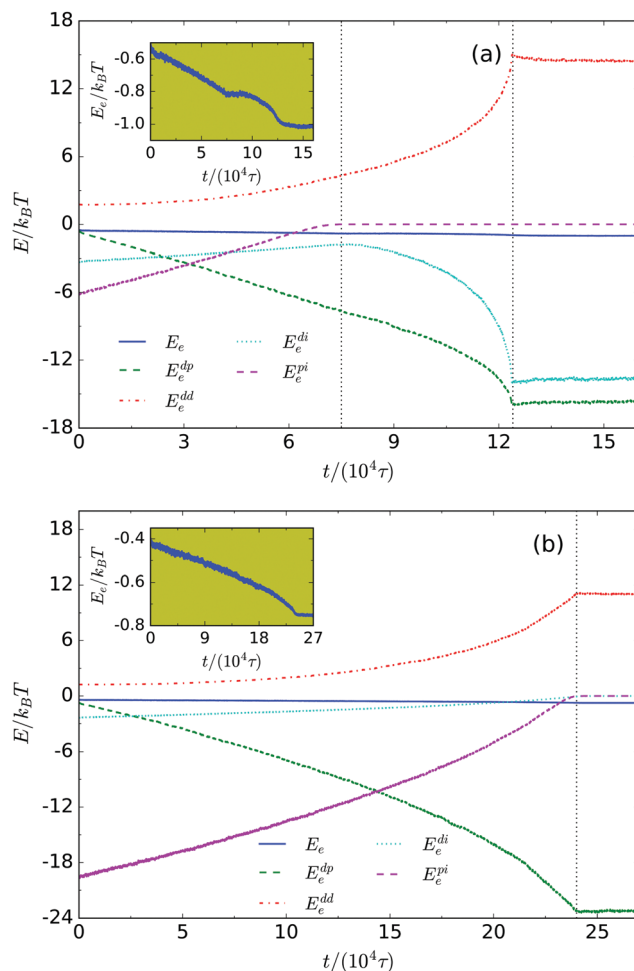 18
12
6
0
-6
-12
-18
E/k_BT
(a)
-0.6
-0.8
-1.0
E_e/k_BT
0 5 10 15
t/(10^4τ)
E_e
E_e^{dp}
E_e^{dd}
E_e^{di}
E_e^{pi}
0 3 6 9 12 15
t/(10^4τ)
18
12
6
0
-6
-12
-18
-24
E/k_BT
(b)
-0.4
-0.6
-0.8
E_e/k_BT
0 9 18 27
t/(10^4τ)
E_e
E_e^{dp}
E_e^{dd}
E_e^{di}
E_e^{pi}
0 5 10 15 20 25
t/(10^4τ)